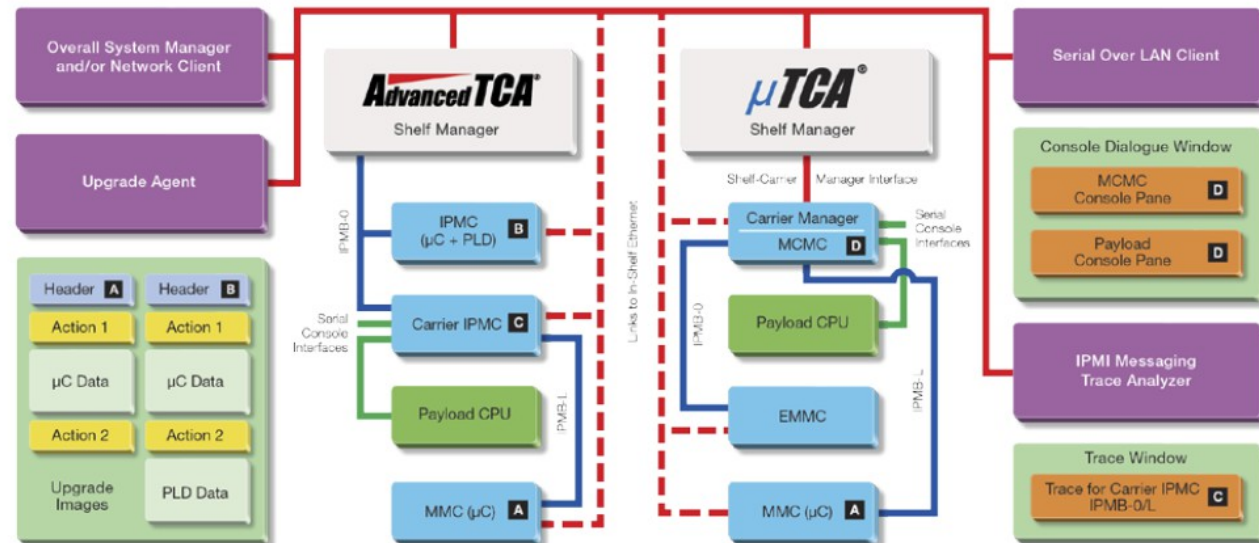 Overall System Manager
and/or Network Client
Upgrade Agent
Header A
Action 1
µC Data
Action 2
Upgrade
Images
Header B
Action 1
µC Data
Action 2
PLD Data
AdvancedTCA®
Shelf Manager
IPMB-0
IPMC
(µC + PLD)
B
Carrier IPMC C
Serial
Console
Interfaces
Payload CPU
IPMB-L
MMC (µC) A
Links to In-Shelf Ethernet
µTCA®
Shelf Manager
Shelf-Carrier Manager Interface
Carrier Manager
MCMC D
Serial
Console
Interfaces
Payload CPU
IPMB-0
IPMB-L
EMMC
MMC (µC) A
Serial Over LAN Client
Console Dialogue Window
MCMC
Console Pane
D
Payload
Console Pane
D
IPMI Messaging
Trace Analyzer
Trace Window
Trace for Carrier IPMC
IPMB-0/L
C